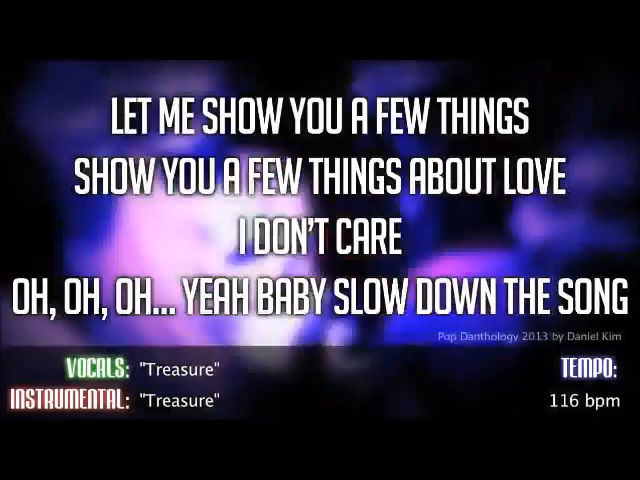 LET ME SHOW YOU A FEW THINGS
SHOW YOU A FEW THINGS ABOUT LOVE
I DON'T CARE
OH, OH, OH... YEAH BABY SLOW DOWN THE SONG
Pop Danthology 2013 by Daniel Kim
VOCALS: "Treasure"
TEMPO:
INSTRUMENTAL: "Treasure"
116 bpm